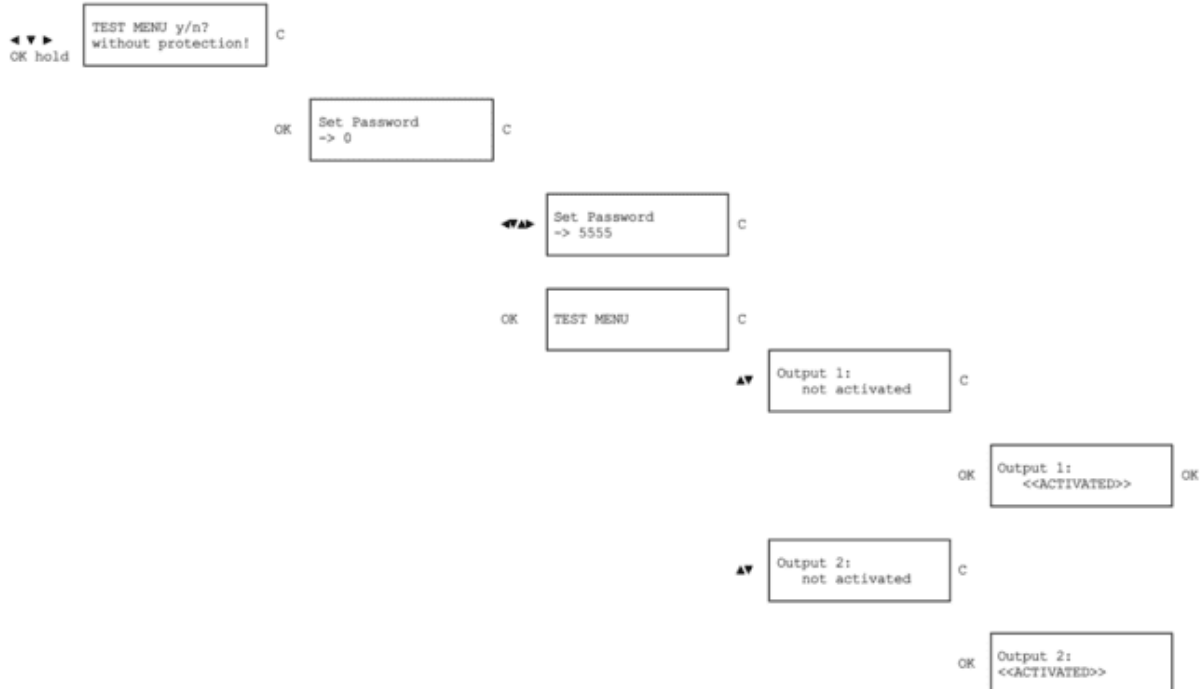 TEST MENU y/n?
without protection!
C
◄ ▼ ►
OK hold
OK
Set Password
-> 0
C
◄▼▲►
Set Password
-> 5555
C
OK
TEST MENU
C
▲▼
Output 1:
not activated
C
OK
Output 1:
<<ACTIVATED>>
OK
▲▼
Output 2:
not activated
C
OK
Output 2:
<<ACTIVATED>>